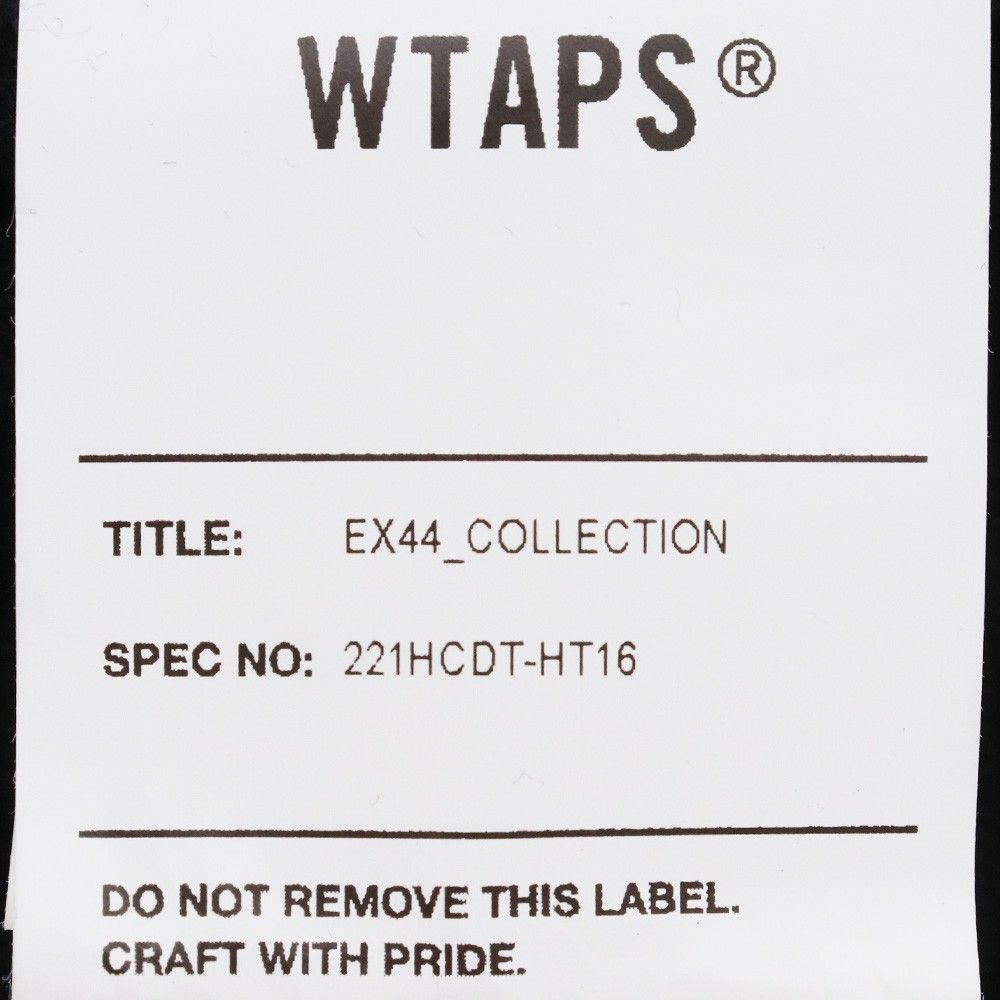 WTAPS®
TITLE: EX44_COLLECTION
SPEC NO: 221HCDT-HT16
DO NOT REMOVE THIS LABEL.
CRAFT WITH PRIDE.